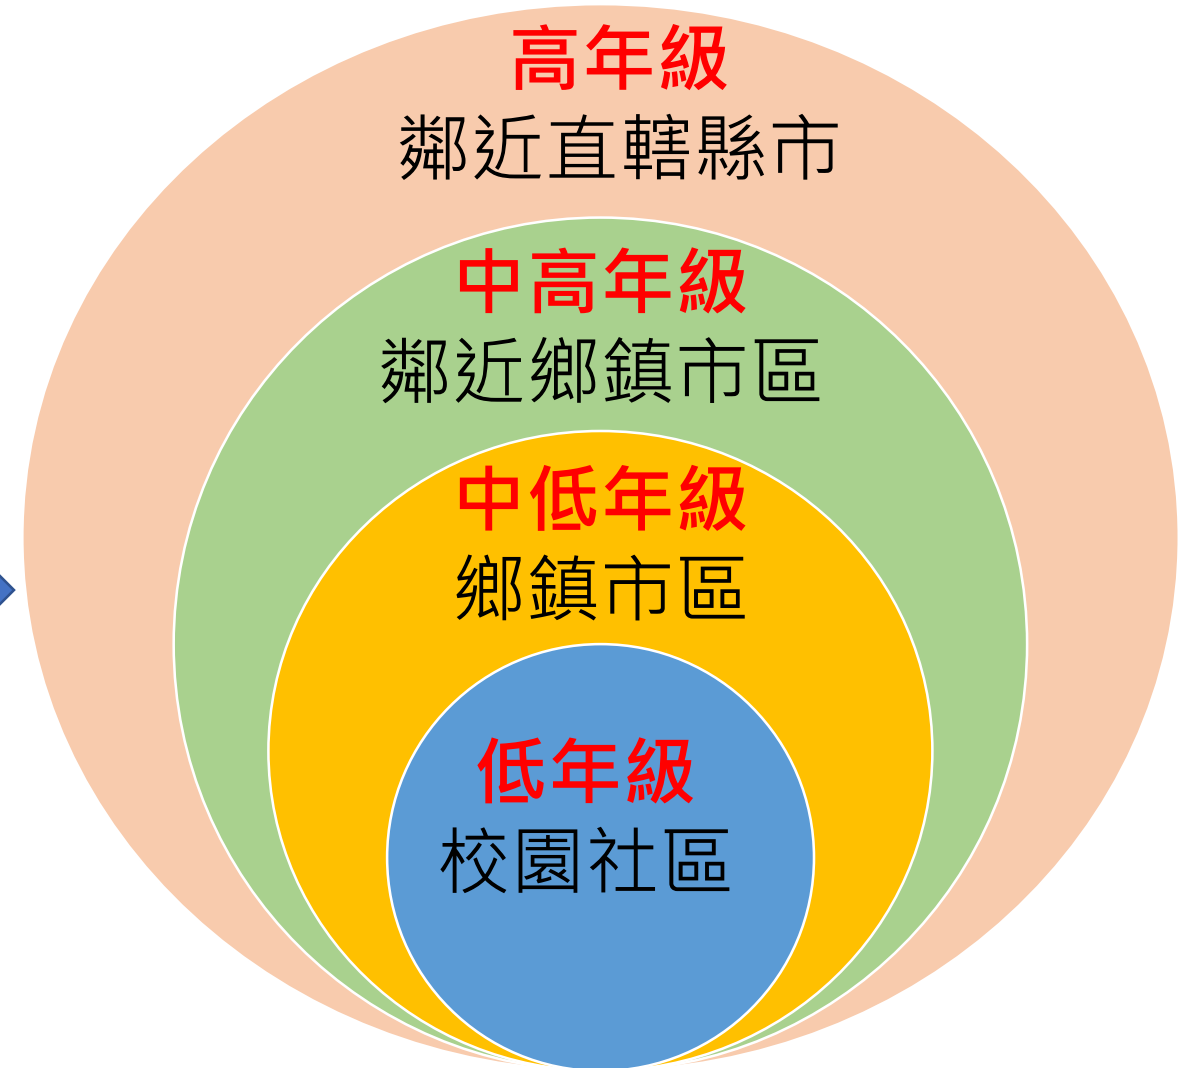 高年級
鄰近直轄縣市
中高年級
鄰近鄉鎮市區
中低年級
鄉鎮市區
低年級
校園社區